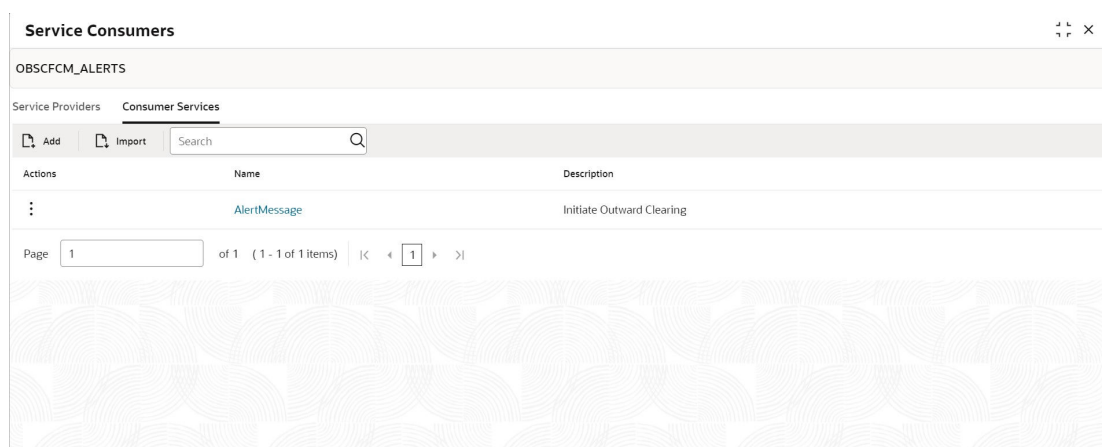 Service Consumers
OBSCFCM_ALERTS
Service Providers Consumer Services
Add Import Search
Actions Name Description
AlertMessage Initiate Outward Clearing
Page 1 of 1 ( 1 - 1 of 1 items) 1